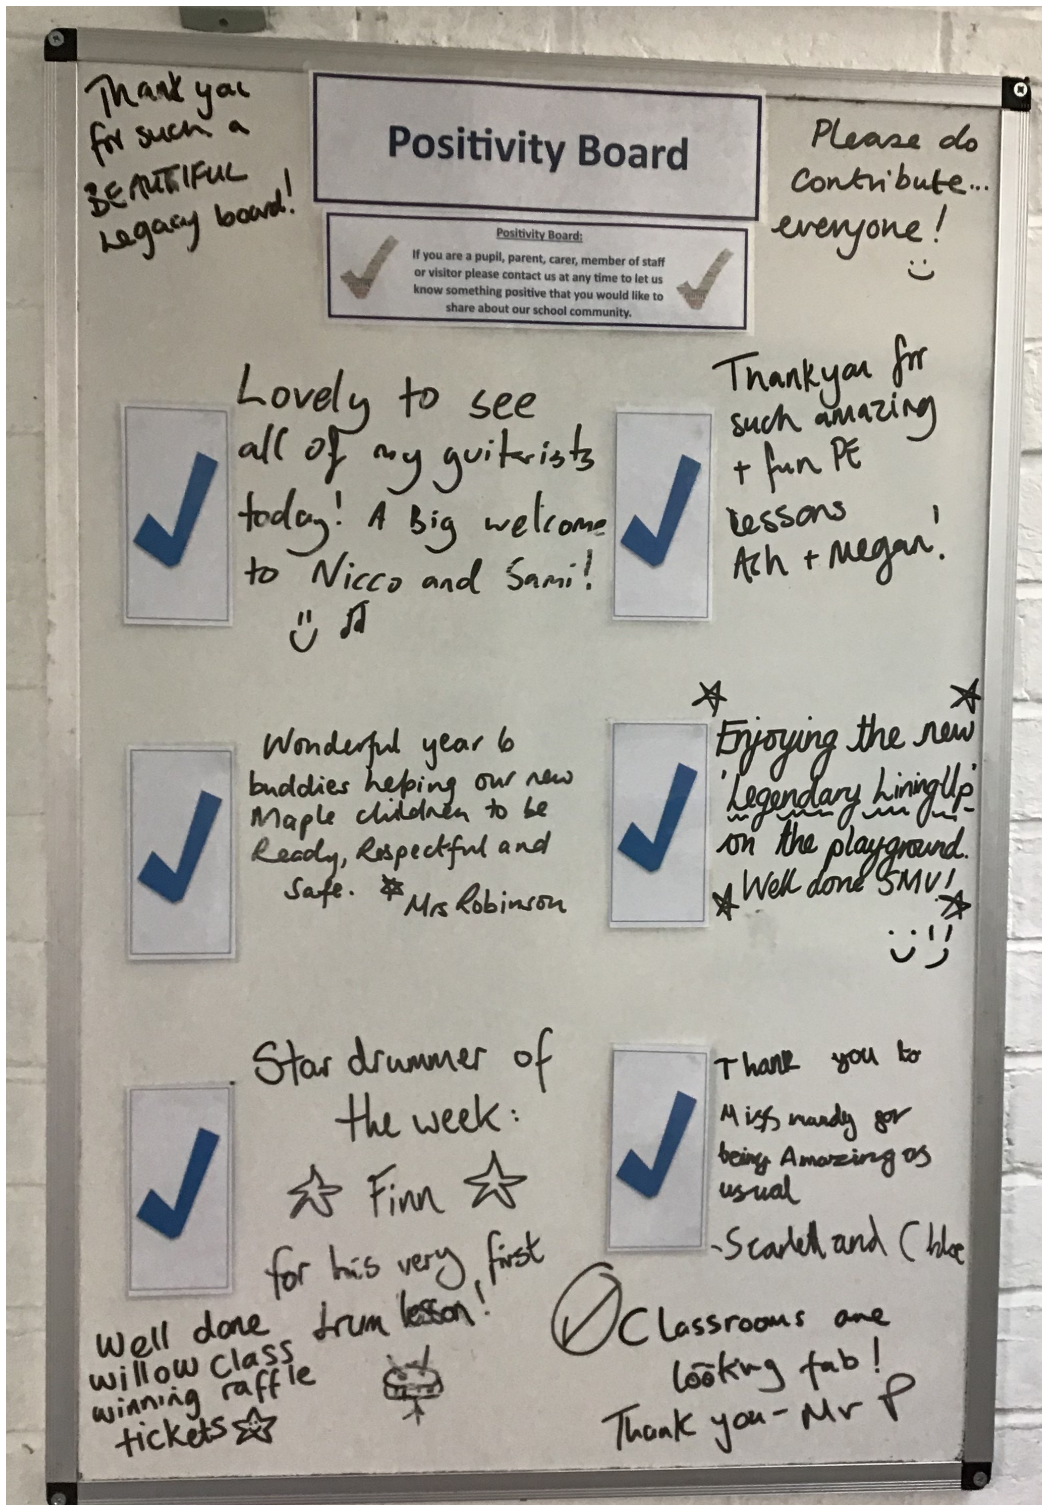 Thank you
for such a
BEAUTIFUL
Legacy board!
Positivity Board
Please do
contribute...
everyone!
Positivity Board:
If you are a pupil, parent, carer, member of staff
or visitor please contact us at any time to let us
know something positive that you would like to
share about our school community.
Lovely to see
all of my guitarists
today! A Big welcome
to Nicco and Sami!
Thankyou for
such amazing
+ fun PE
lessons
Ash + Megan!
Wonderful year 6
buddies helping our new
Maple children to be
Ready, Respectful and
Safe.
Mrs Robinson
Enjoying the new
'Legendary Lining Up'
on the playground.
Well done SMV!
Star drummer of
the week:
Finn
for his very first
drum lesson!
Thank you to
Miss mandy for
being Amazing as
usual
-Scarlett and Chloe
Well done
willow class
winning raffle
tickets
Classrooms are
looking fab!
Thank you - Mr P